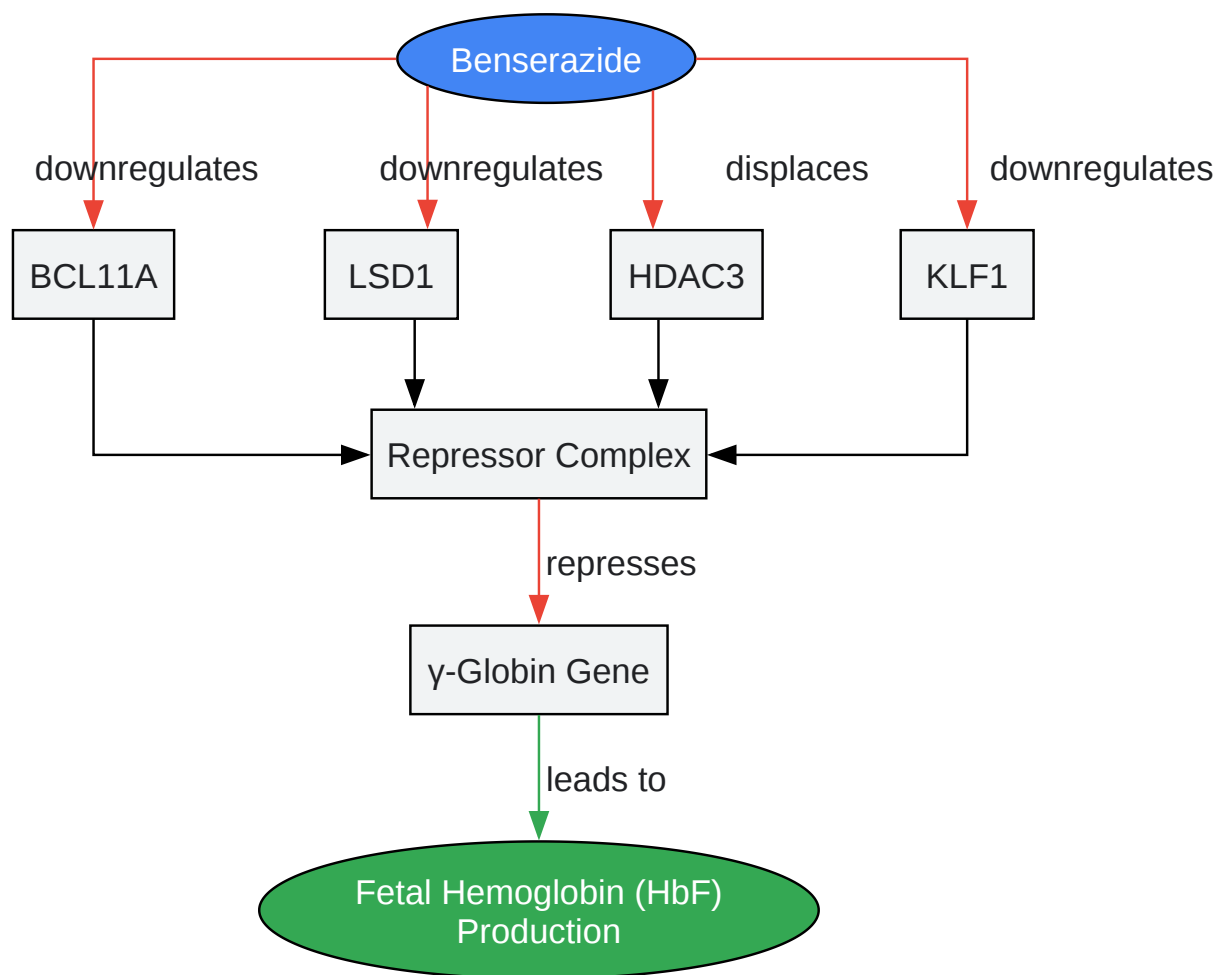 Benserazide
downregulates
downregulates
displaces
downregulates
BCL11A
LSD1
HDAC3
KLF1
Repressor Complex
represses
γ-Globin Gene
leads to
Fetal Hemoglobin (HbF)
Production